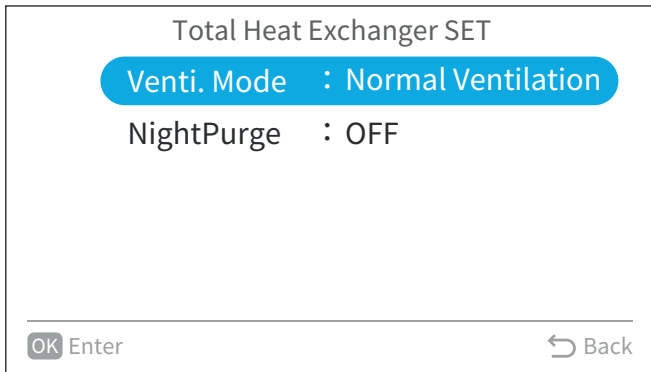 Total Heat Exchanger SET
Venti. Mode : Normal Ventilation
NightPurge : OFF
OK Enter Back